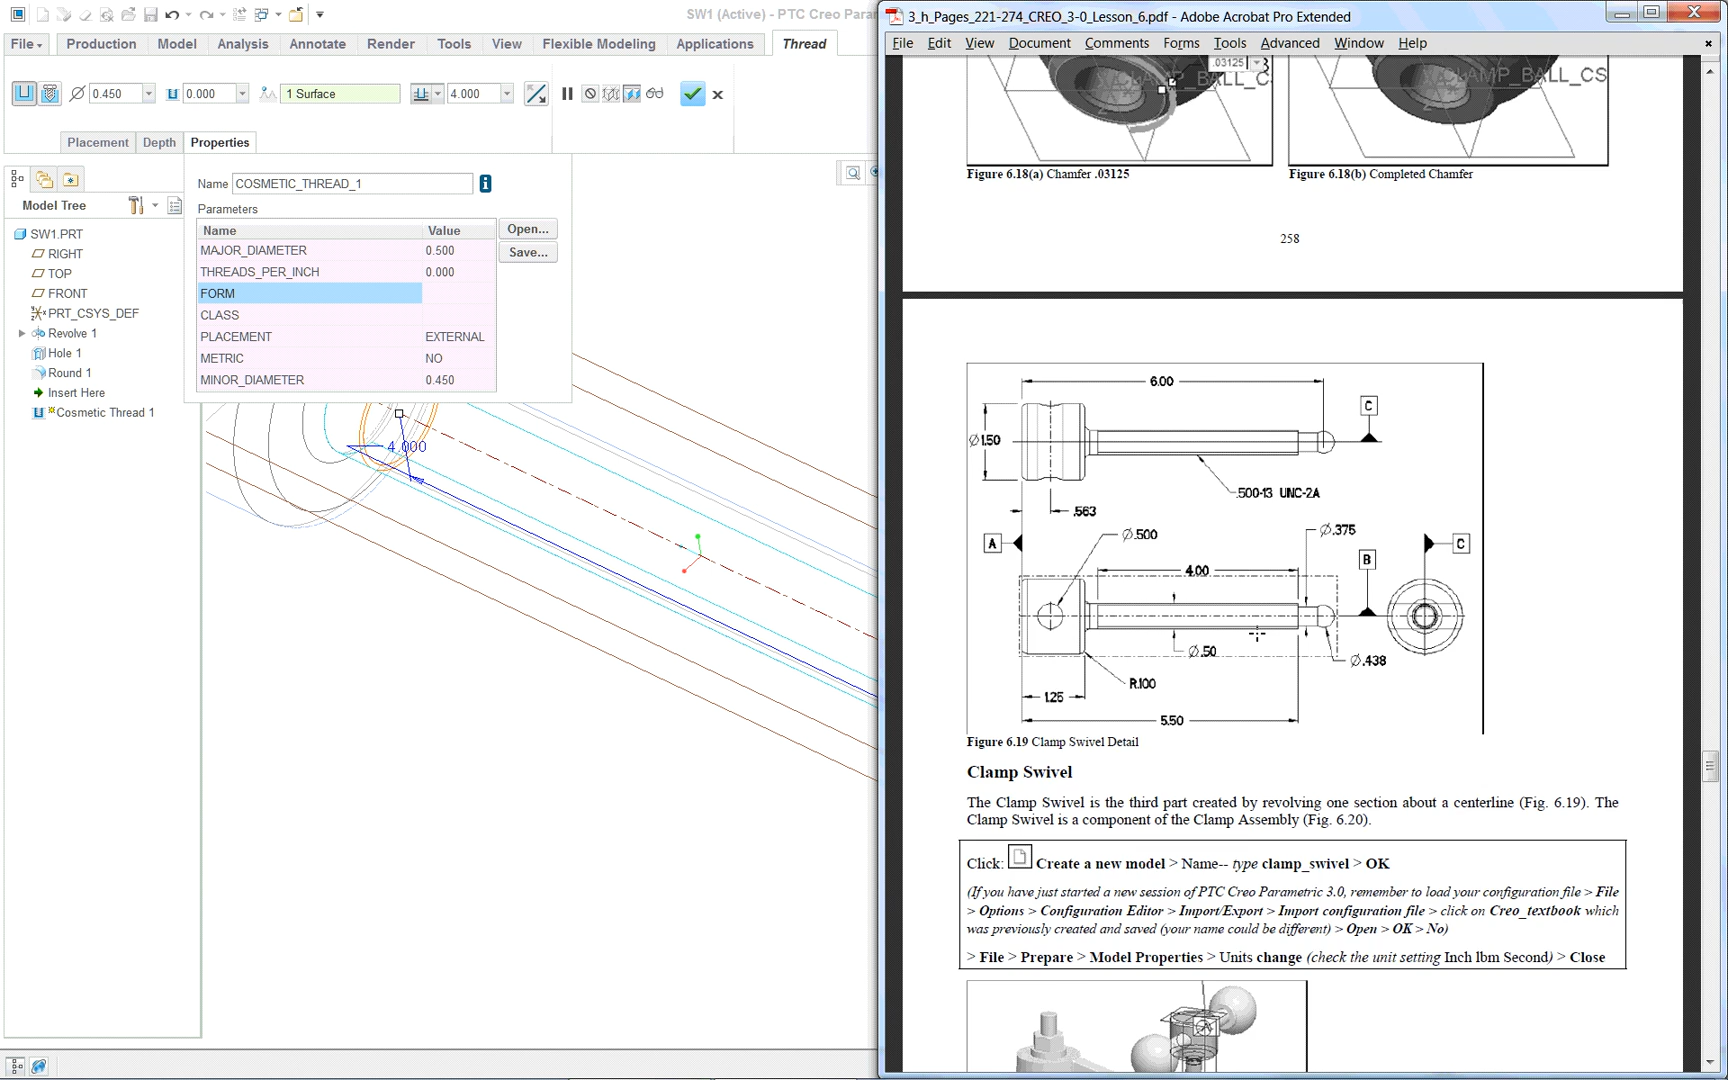 SW1 (Active) - PTC Creo Para
File
Production
Model
Analysis
Annotate
Render
Tools
View
Flexible Modeling
Applications
Thread
0.450
0.000
1 Surface
4.000
Placement
Depth
Properties
Name
COSMETIC_THREAD_1
Parameters
Name Value
MAJOR_DIAMETER 0.500
THREADS_PER_INCH 0.000
FORM
CLASS
PLACEMENT EXTERNAL
METRIC NO
MINOR_DIAMETER 0.450
Open...
Save...
Model Tree
SW1.PRT
RIGHT
TOP
FRONT
PRT_CSYS_DEF
Revolve 1
Hole 1
Round 1
Insert Here
Cosmetic Thread 1
4.000
3_h_Pages_221-274_CREO_3-0_Lesson_6.pdf - Adobe Acrobat Pro Extended
File Edit View Document Comments Forms Tools Advanced Window Help
.03125
CLAMP_BALL_CS
Figure 6.18(a) Chamfer .03125
Figure 6.18(b) Completed Chamfer
258
6.00
C
Ø1.50
.500-13 UNC-2A
.563
Ø.500
Ø.375
A
C
B
4.00
Ø.50
Ø.438
R.100
1.25
5.50
Figure 6.19 Clamp Swivel Detail
Clamp Swivel
The Clamp Swivel is the third part created by revolving one section about a centerline (Fig. 6.19). The
Clamp Swivel is a component of the Clamp Assembly (Fig. 6.20).
Click: Create a new model > Name-- type clamp_swivel > OK
(If you have just started a new session of PTC Creo Parametric 3.0, remember to load your configuration file > File
> Options > Configuration Editor > Import/Export > Import configuration file > click on Creo_textbook which
was previously created and saved (your name could be different) > Open > OK > No)
> File > Prepare > Model Properties > Units change (check the unit setting Inch lbm Second) > Close